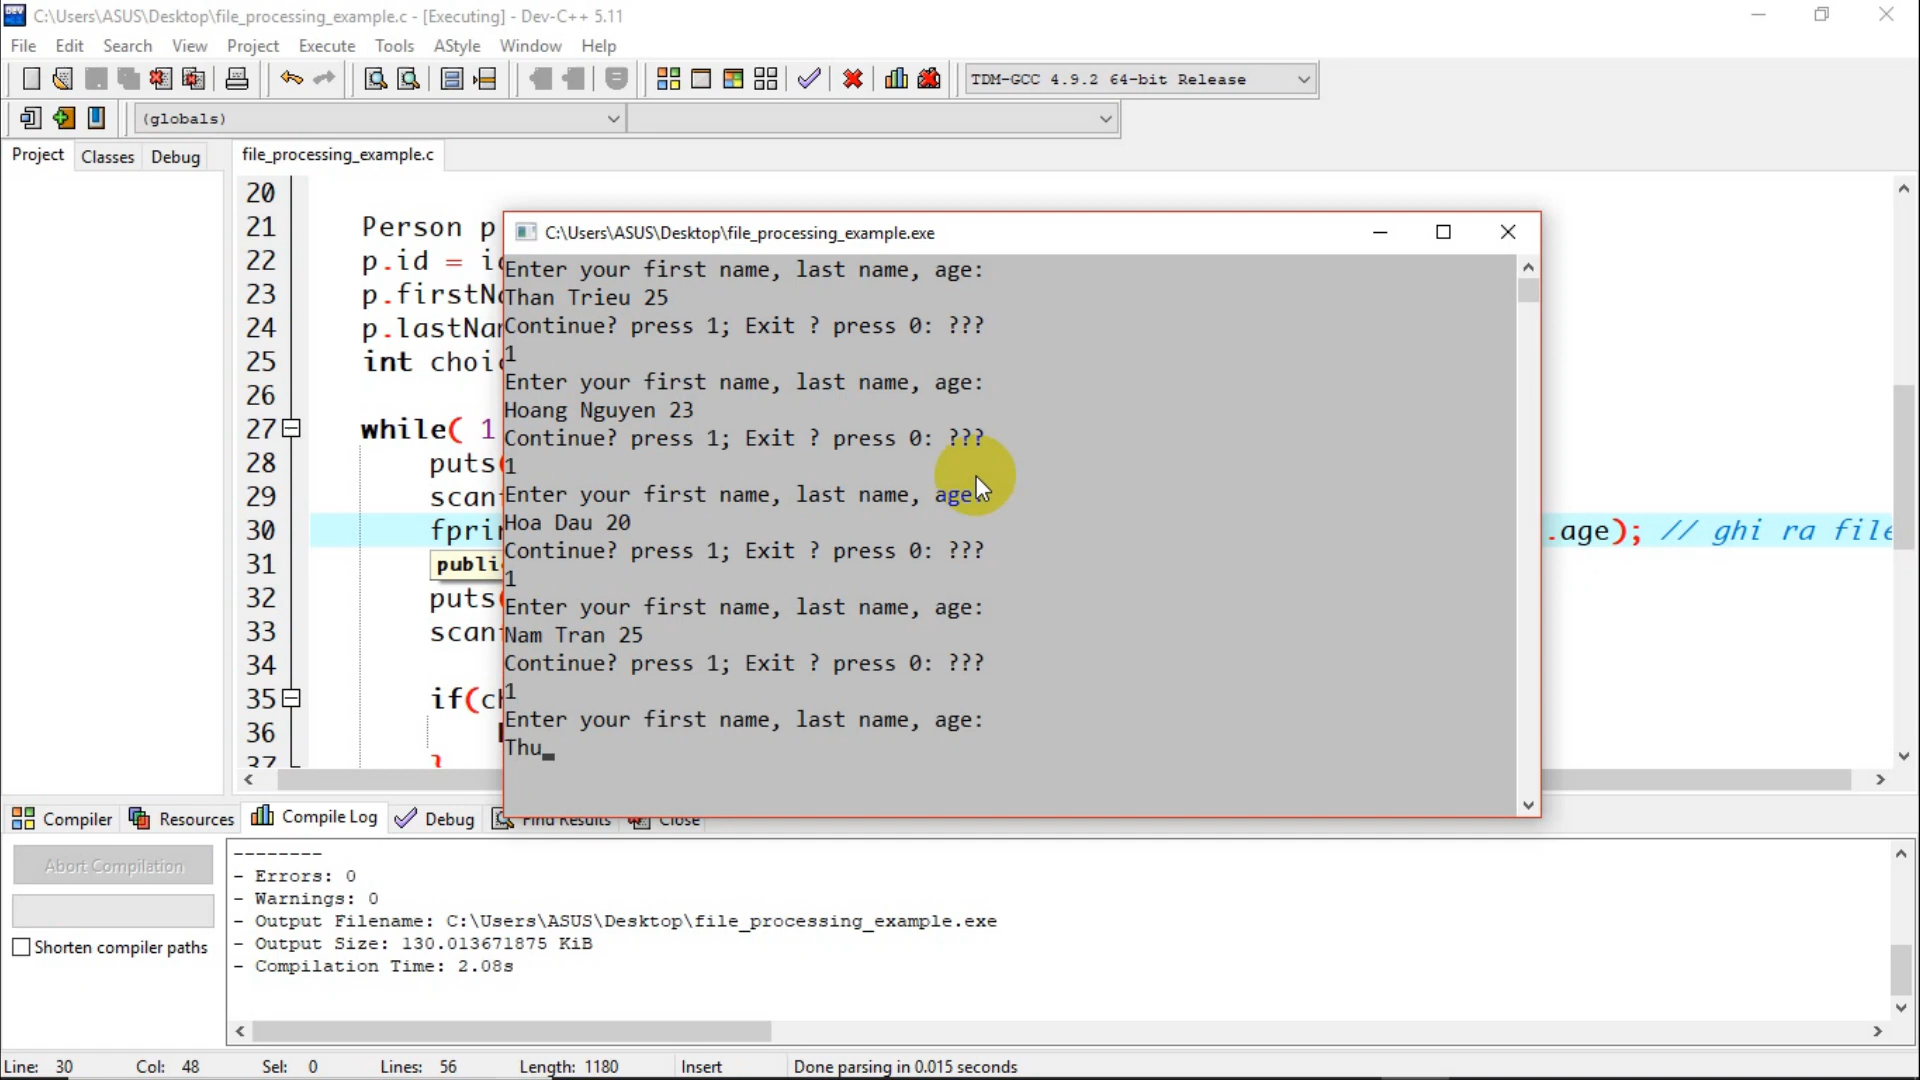 C:\Users\ASUS\Desktop\file_processing_example.c - [Executing] - Dev-C++ 5.11
File Edit Search View Project Execute Tools AStyle Window Help
TDM-GCC 4.9.2 64-bit Release
(globals)
Project Classes Debug
file_processing_example.c
20
21 Person p
22 p.id = i
23 p.firstN
24 p.lastNa
25 int choi
26
27 while( 1
28 puts(
29 scan
30 fpri .age); // ghi ra file
31 publi
32 puts(
33 scan
34
35 if(c
36
37 }
C:\Users\ASUS\Desktop\file_processing_example.exe
Enter your first name, last name, age:
Than Trieu 25
Continue? press 1; Exit ? press 0: ???
1
Enter your first name, last name, age:
Hoang Nguyen 23
Continue? press 1; Exit ? press 0: ???
1
Enter your first name, last name, age:
Hoa Dau 20
Continue? press 1; Exit ? press 0: ???
1
Enter your first name, last name, age:
Nam Tran 25
Continue? press 1; Exit ? press 0: ???
1
Enter your first name, last name, age:
Thu_
Compiler Resources Compile Log Debug Find Results Close
Abort Compilation
Shorten compiler paths
--------
- Errors: 0
- Warnings: 0
- Output Filename: C:\Users\ASUS\Desktop\file_processing_example.exe
- Output Size: 130.013671875 KiB
- Compilation Time: 2.08s
Line: 30 Col: 48 Sel: 0 Lines: 56 Length: 1180 Insert Done parsing in 0.015 seconds